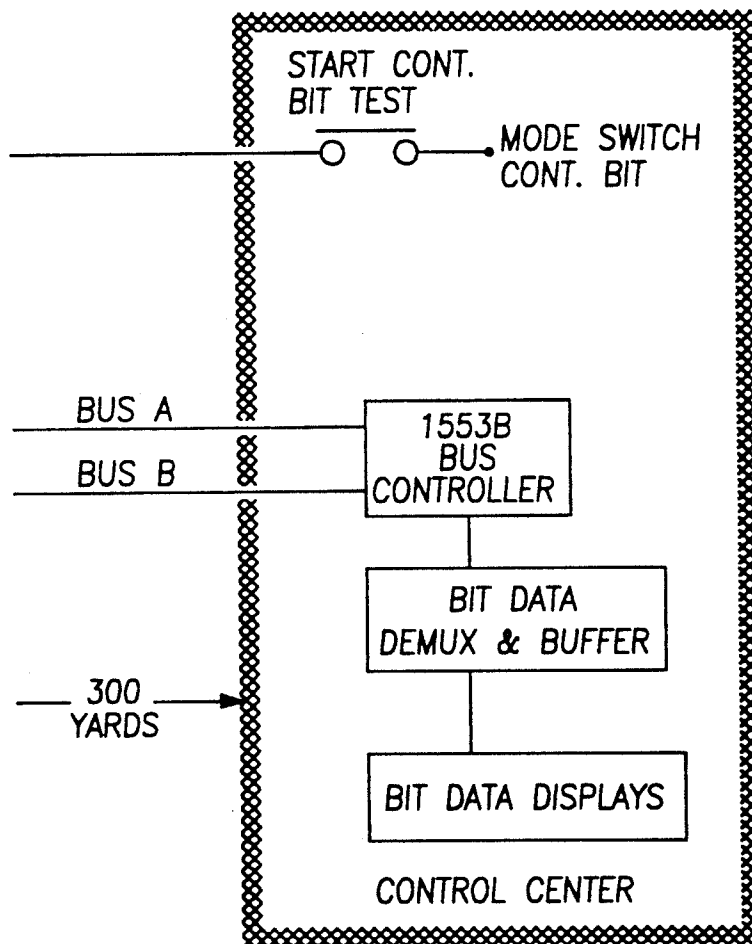 START CONT.
BIT TEST
MODE SWITCH
CONT. BIT
BUS A
BUS B
1553B
BUS
CONTROLLER
BIT DATA
DEMUX & BUFFER
300
YARDS
BIT DATA DISPLAYS
CONTROL CENTER